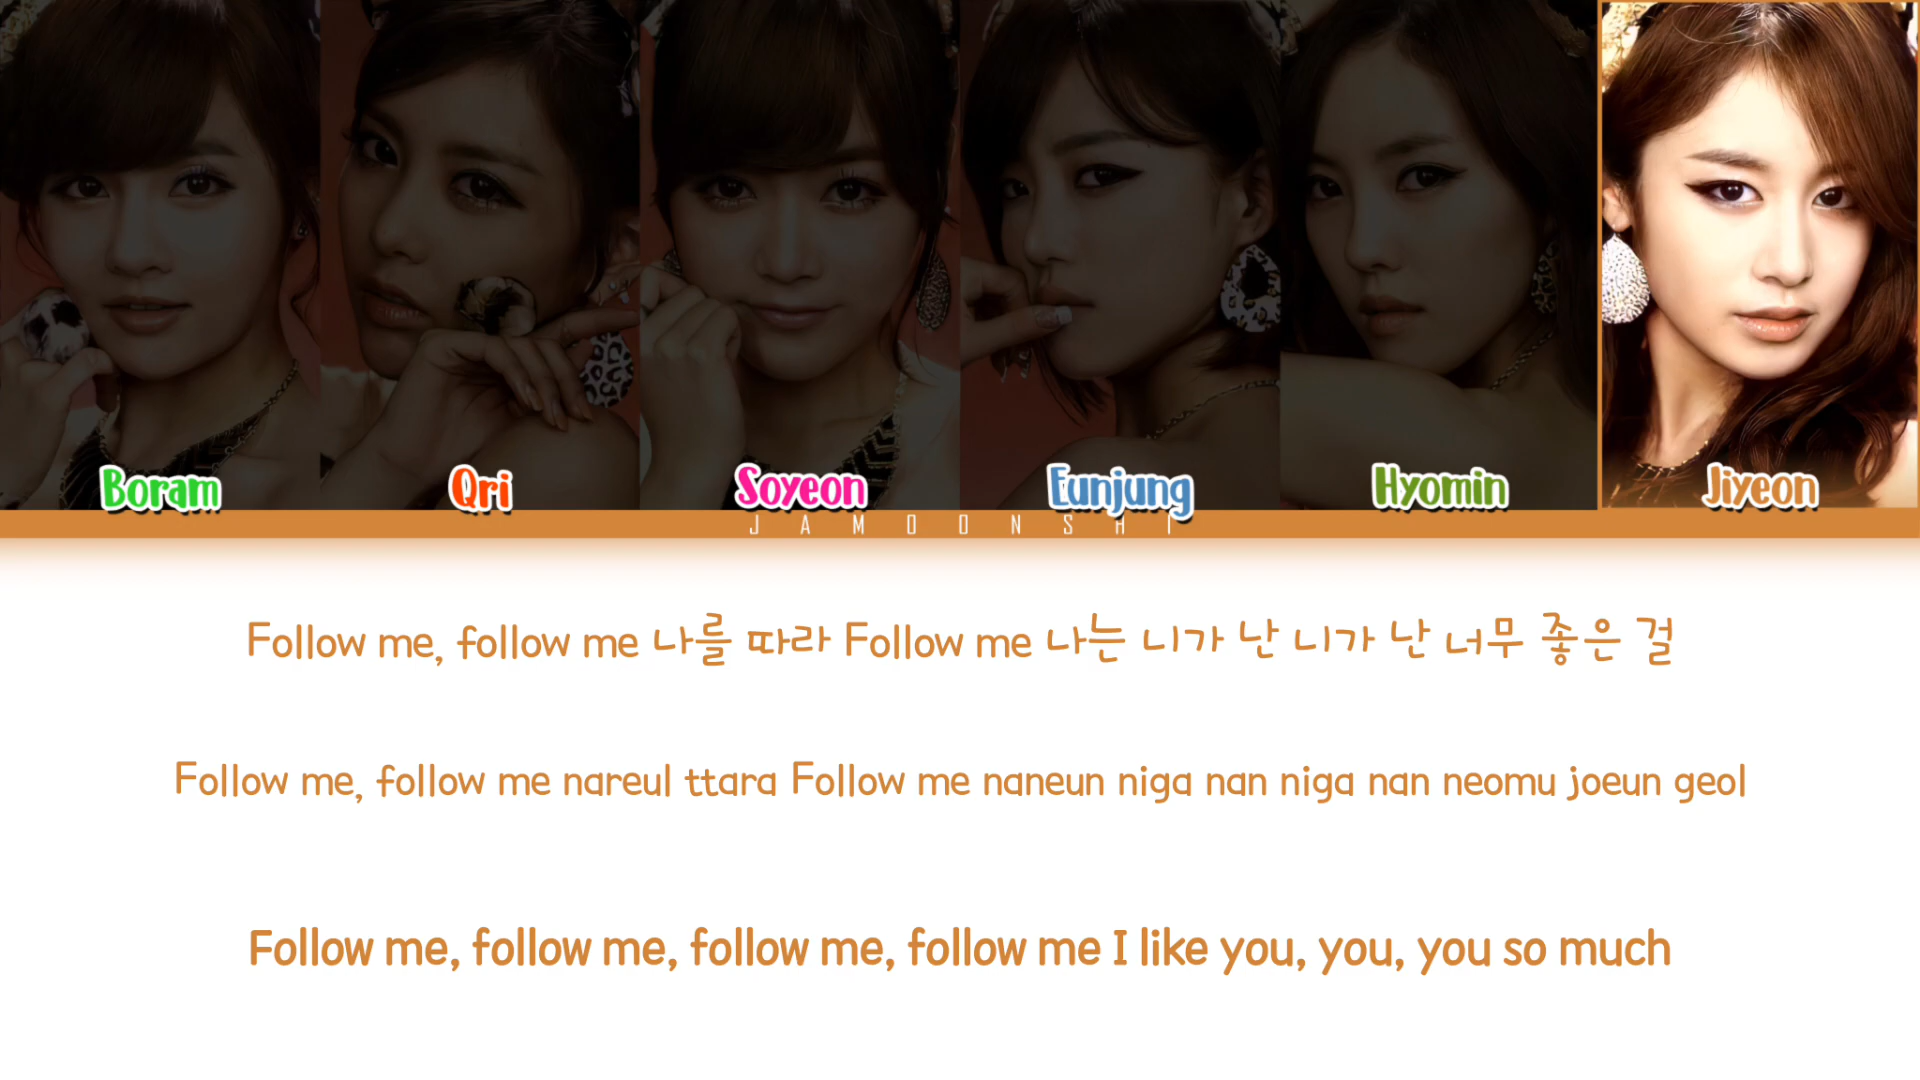 Boram Qri Soyeon Eunjung Hyomin Jiyeon
JAMOONSHI
Follow me, follow me 나를 따라 Follow me 나는 니가 난 니가 난 너무 좋은 걸
Follow me, follow me nareul ttara Follow me naneun niga nan niga nan neomu joeun geol
Follow me, follow me, follow me, follow me I like you, you, you so much